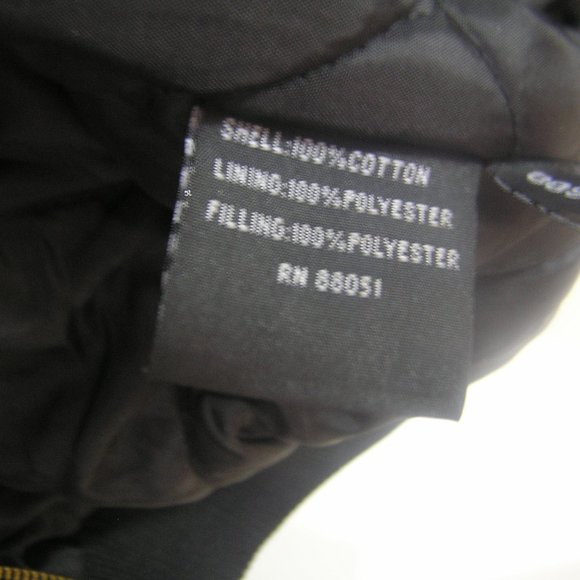 SHELL:100%COTTON
LINING:100%POLYESTER
FILLING:100%POLYESTER
RN 88051